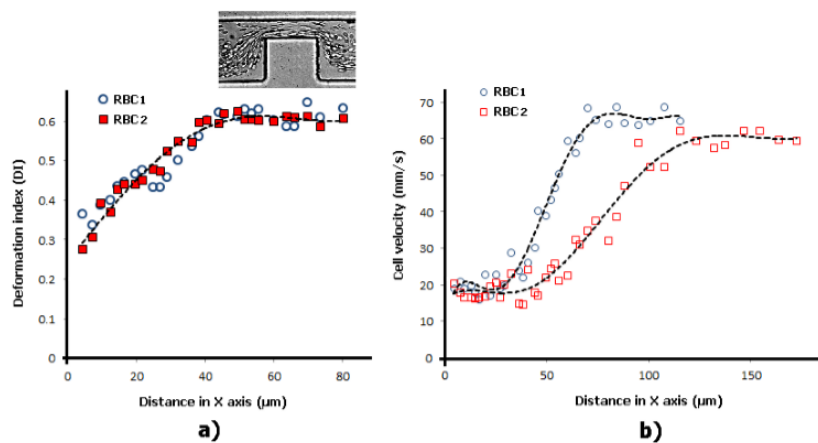 RBC1
RBC2
0.6
0.5
0.4
0.3
0.2
0.1
0
0 20 40 60 80
Deformation index (D1)
Distance in X axis (µm)
a)
RBC1
RBC2
70
60
50
40
30
20
10
0
0 50 100 150
Cell velocity (mm/s)
Distance in X axis (µm)
b)